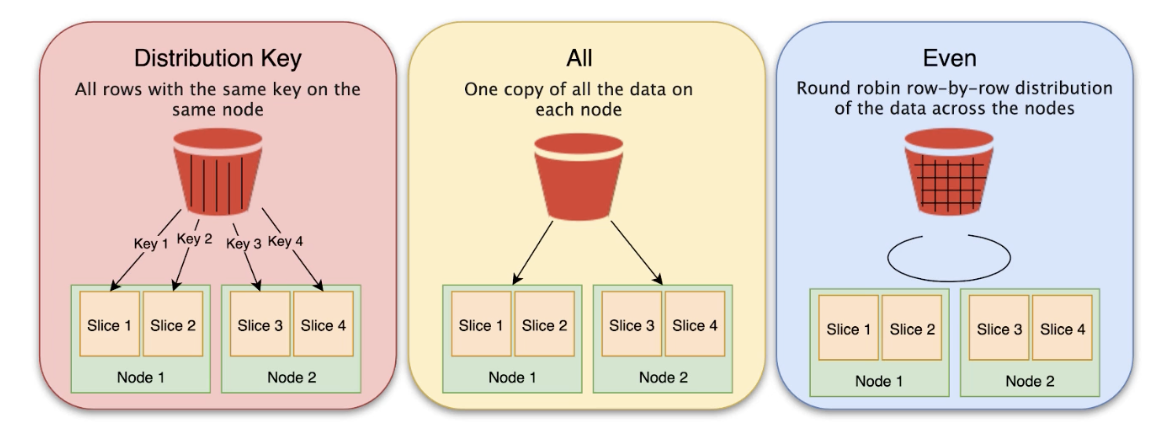 Distribution Key
All rows with the same key on the
same node
Key 1 Key 2 Key 3 Key 4
Slice 1 Slice 2 Slice 3 Slice 4
Node 1 Node 2
All
One copy of all the data on
each node
Slice 1 Slice 2 Slice 3 Slice 4
Node 1 Node 2
Even
Round robin row-by-row distribution
of the data across the nodes
Slice 1 Slice 2 Slice 3 Slice 4
Node 1 Node 2